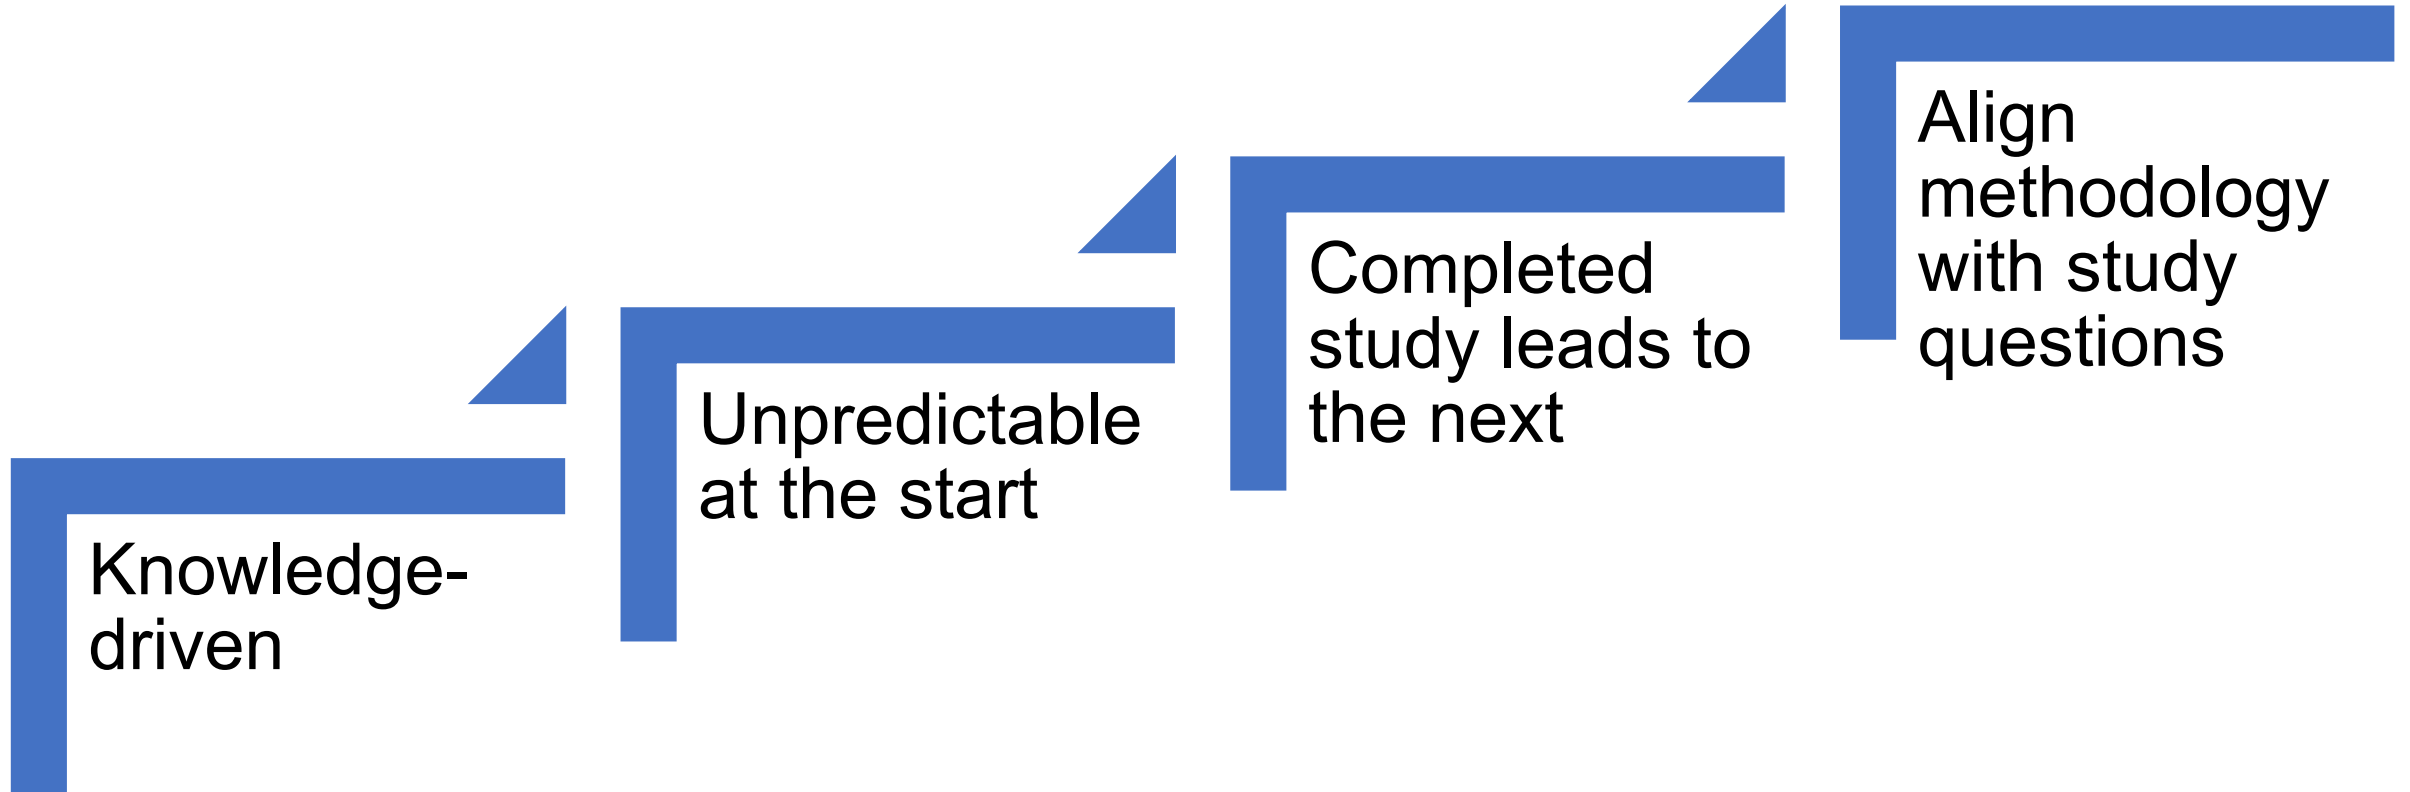 Knowledge-
driven
Unpredictable
at the start
Completed
study leads to
the next
Align
methodology
with study
questions